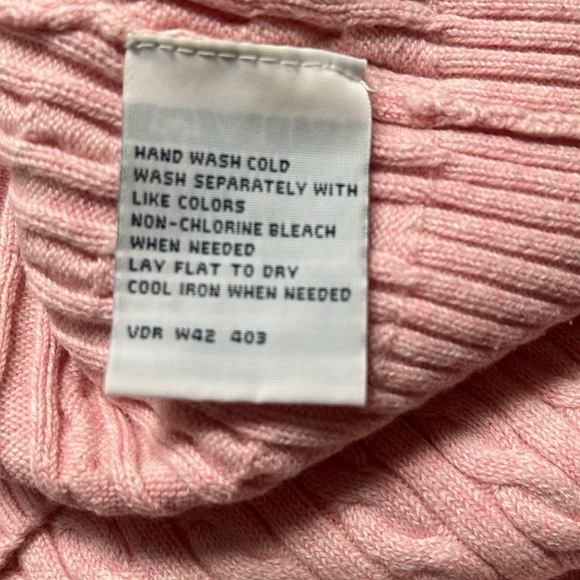 HAND WASH COLD
WASH SEPARATELY WITH
LIKE COLORS
NON-CHLORINE BLEACH
WHEN NEEDED
LAY FLAT TO DRY
COOL IRON WHEN NEEDED
VDR W42 403